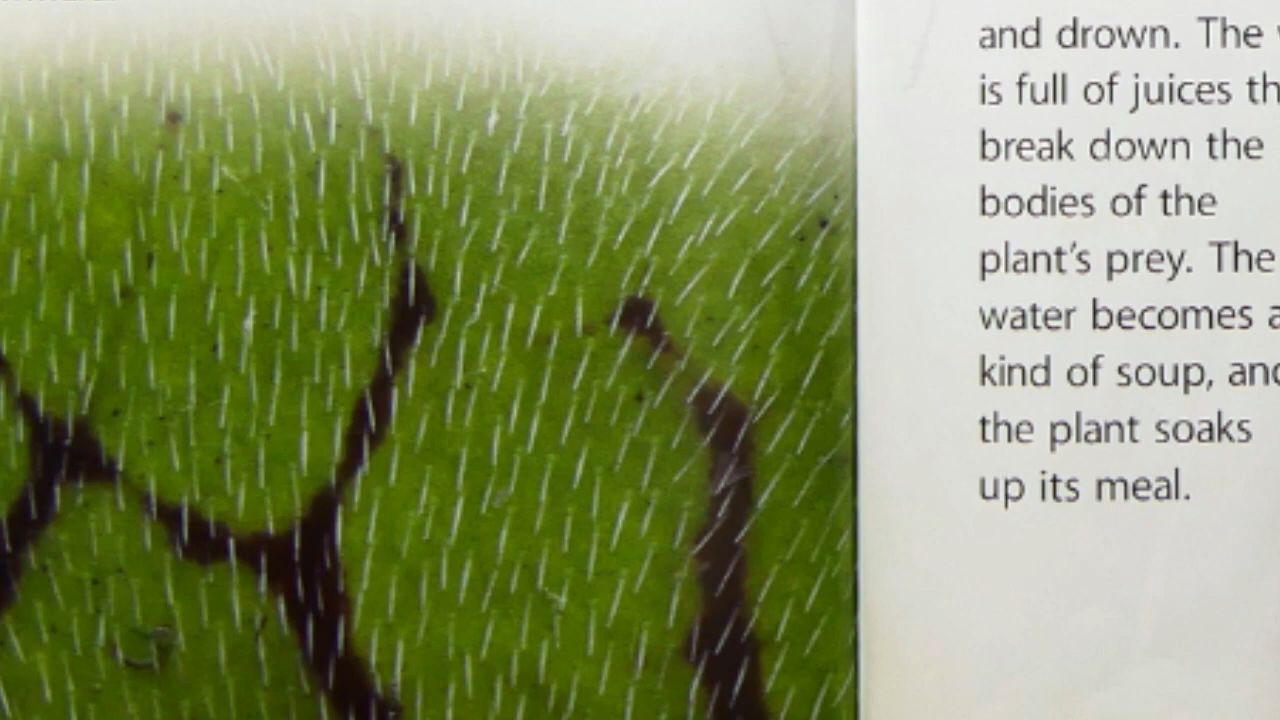 and drown. The
is full of juices
break down the
bodies of the
plant's prey. The
water becomes a
kind of soup, and
the plant soaks
up its meal.